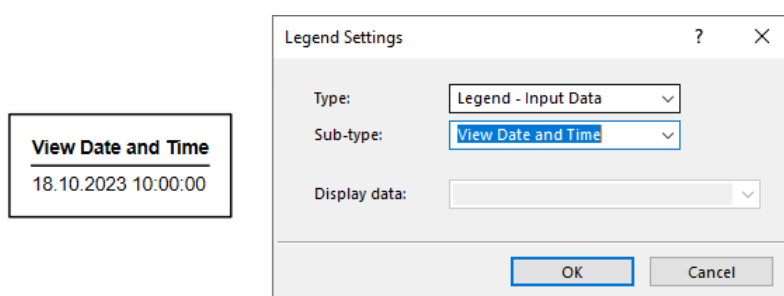 View Date and Time
18.10.2023 10:00:00
Legend Settings ? ×
Type: Legend - Input Data
Sub-type: View Date and Time
Display data:
OK Cancel